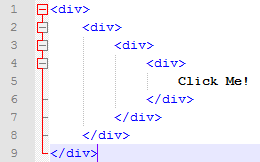 1 <div>
2     <div>
3         <div>
4             <div>
5                 Click Me!
6             </div>
7         </div>
8     </div>
9 </div>